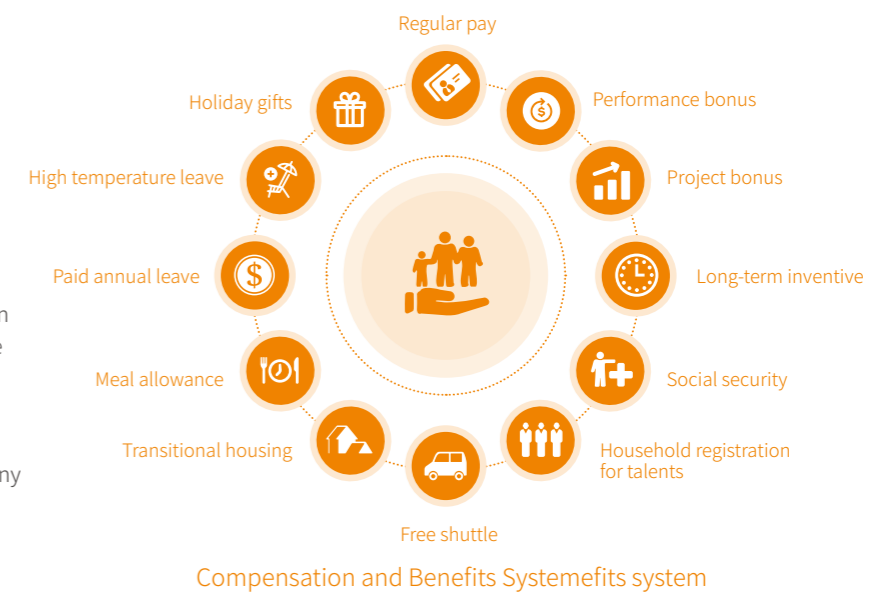 Regular pay
Holiday gifts
Performance bonus
High temperature leave
Project bonus
Paid annual leave
Long-term inventive
Meal allowance
Social security
Transitional housing
Household registration
for talents
Free shuttle
Compensation and Benefits Systemefits system